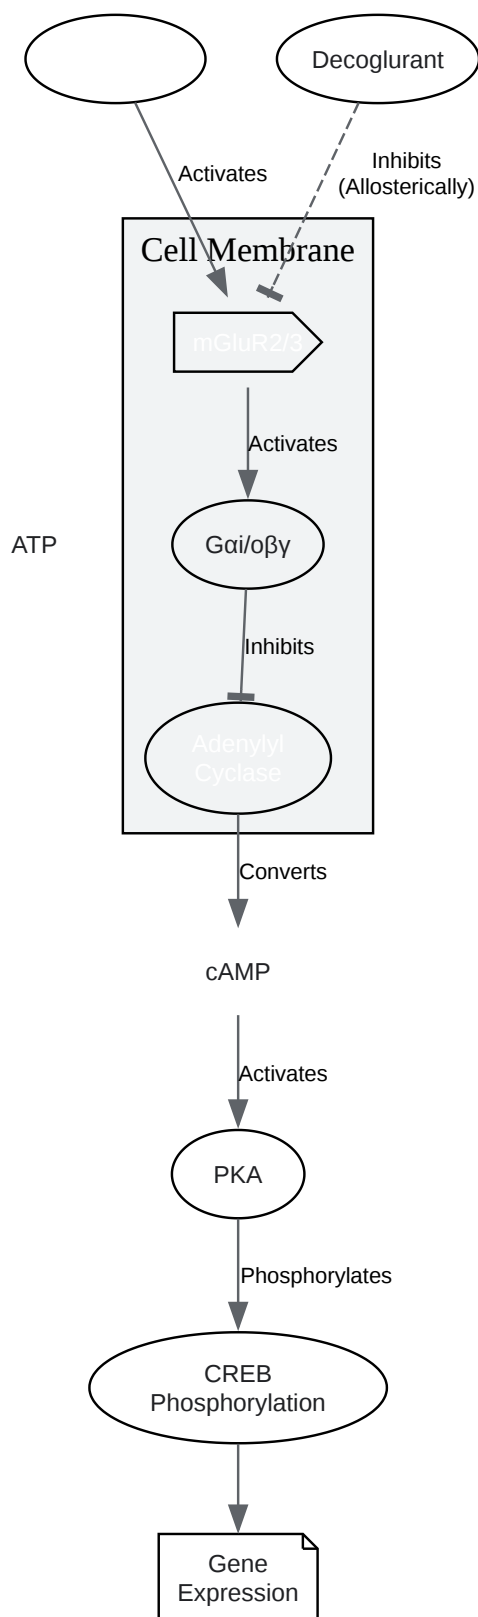 Decoglurant
Activates
Inhibits
(Allosterically)
Cell Membrane
mGluR2/3
Activates
Gαi/oβγ
ATP
Inhibits
Adenylyl
Cyclase
Converts
cAMP
Activates
PKA
Phosphorylates
CREB
Phosphorylation
Gene
Expression